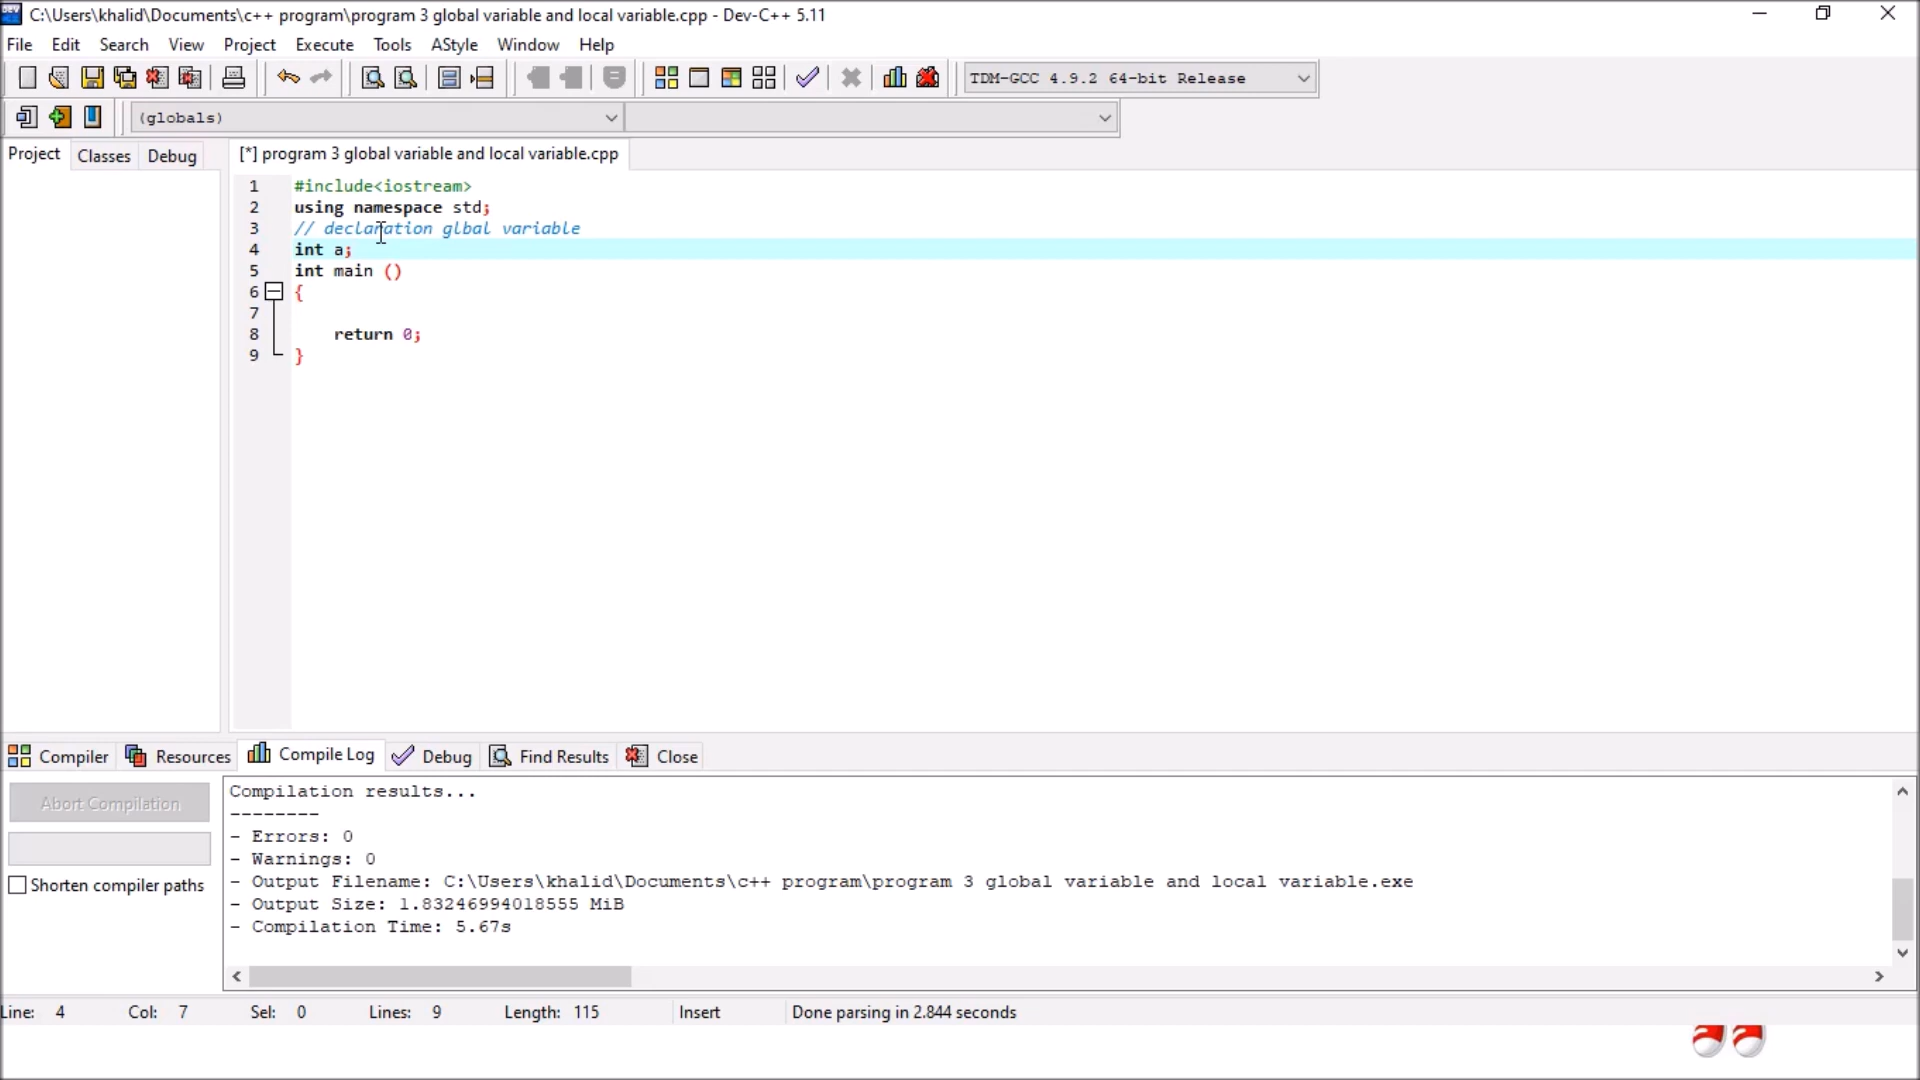 C:\Users\khalid\Documents\c++ program\program 3 global variable and local variable.cpp - Dev-C++ 5.11
File Edit Search View Project Execute Tools AStyle Window Help
TDM-GCC 4.9.2 64-bit Release
(globals)
Project Classes Debug [*] program 3 global variable and local variable.cpp
1 #include<iostream>
2 using namespace std;
3 // declaration glbal variable
4 int a;
5 int main ()
6 {
7
8 return 0;
9 }
Compiler Resources Compile Log Debug Find Results Close
Abort Compilation
Shorten compiler paths
Compilation results...
--------
- Errors: 0
- Warnings: 0
- Output Filename: C:\Users\khalid\Documents\c++ program\program 3 global variable and local variable.exe
- Output Size: 1.83246994018555 MiB
- Compilation Time: 5.67s
Line: 4 Col: 7 Sel: 0 Lines: 9 Length: 115 Insert Done parsing in 2.844 seconds